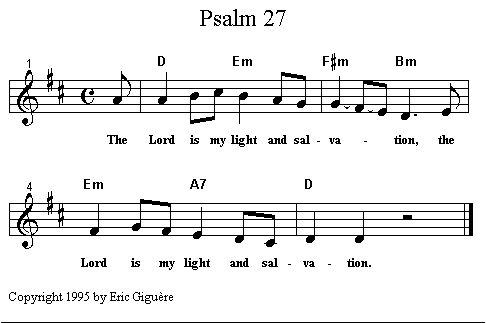 Psalm 27
1 D Em F#m Bm
The Lord is my light and sal - va - tion, the
4 Em A7 D
Lord is my light and sal - va - tion.
Copyright 1995 by Eric Giguère